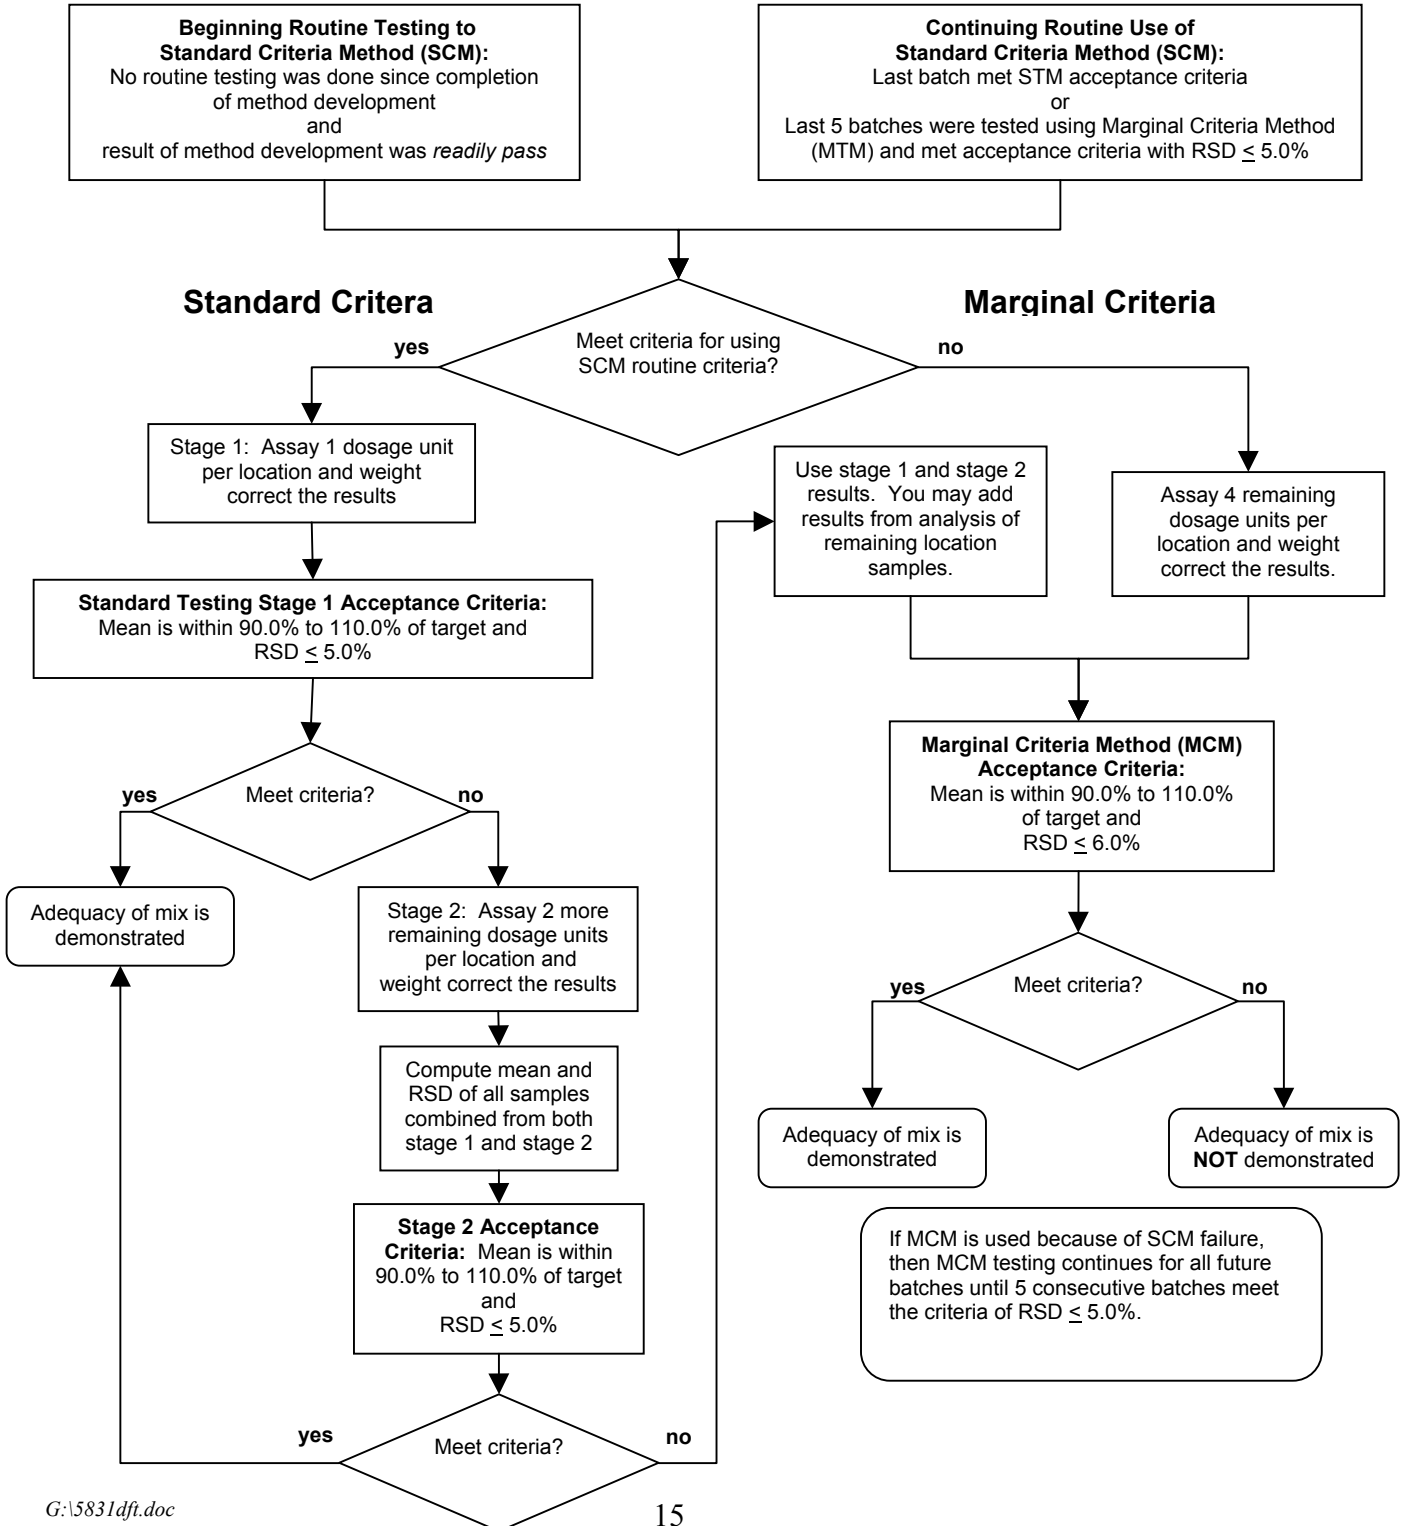 Beginning Routine Testing to
Standard Criteria Method (SCM):
No routine testing was done since completion
of method development
and
result of method development was readily pass
Continuing Routine Use of
Standard Criteria Method (SCM):
Last batch met STM acceptance criteria
or
Last 5 batches were tested using Marginal Criteria Method
(MTM) and met acceptance criteria with RSD ≤ 5.0%
Standard Critera
Marginal Criteria
Meet criteria for using
SCM routine criteria?
yes
no
Stage 1: Assay 1 dosage unit
per location and weight
correct the results
Use stage 1 and stage 2
results. You may add
results from analysis of
remaining location
samples.
Assay 4 remaining
dosage units per
location and weight
correct the results.
Standard Testing Stage 1 Acceptance Criteria:
Mean is within 90.0% to 110.0% of target and
RSD ≤ 5.0%
Marginal Criteria Method (MCM)
Acceptance Criteria:
Mean is within 90.0% to 110.0%
of target and
RSD ≤ 6.0%
yes
Meet criteria?
no
Adequacy of mix is
demonstrated
Stage 2: Assay 2 more
remaining dosage units
per location and
weight correct the results
Compute mean and
RSD of all samples
combined from both
stage 1 and stage 2
Stage 2 Acceptance
Criteria: Mean is within
90.0% to 110.0% of target
and
RSD ≤ 5.0%
yes
Meet criteria?
no
yes
Meet criteria?
no
Adequacy of mix is
demonstrated
Adequacy of mix is
NOT demonstrated
If MCM is used because of SCM failure,
then MCM testing continues for all future
batches until 5 consecutive batches meet
the criteria of RSD ≤ 5.0%.
G:\5831dft.doc
15